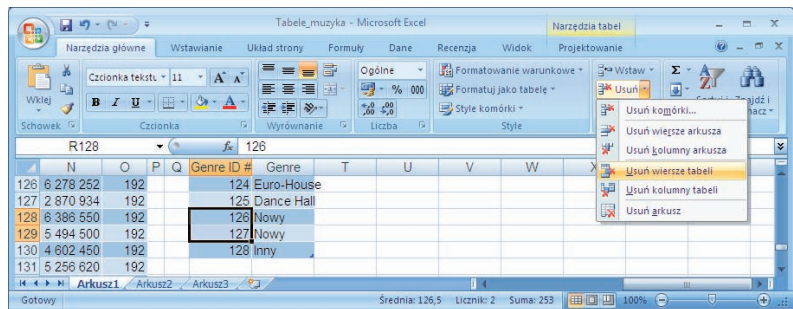 Tabele_muzyka - Microsoft Excel
Narzędzia tabel
Narzędzia główne Wstawianie Układ strony Formuły Dane Recenzja Widok Projektowanie
Wklej
Czcionka tekstu 11 A A
B I U A
Ogólne
% 000
,00 ,0
Formatowanie warunkowe
Formatuj jako tabelę
Style komórki
Wstaw
Usuń
Σ
Schowek Czcionka Wyrównanie Liczba Style
Usuń komórki...
Usuń wiersze arkusza
Usuń kolumny arkusza
Usuń wiersze tabeli
Usuń kolumny tabeli
Usuń arkusz
R128 fx 126
N O P Q Genre ID # Genre T U V W X
126 6 278 252 192 124 Euro-House
127 2 870 934 192 125 Dance Hall
128 6 386 550 192 126 Nowy
129 5 494 500 192 127 Nowy
130 4 602 450 192 128 Inny
131 5 256 620 192
Arkusz1 Arkusz2 Arkusz3
Gotowy Średnia: 126,5 Licznik: 2 Suma: 253 100%